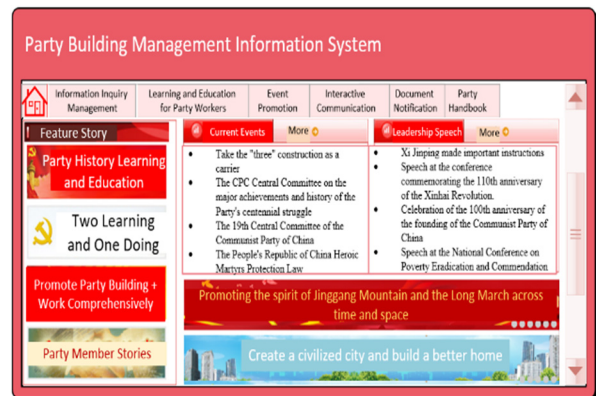 Party Building Management Information System
Information Inquiry Management
Learning and Education for Party Workers
Event Promotion
Interactive Communication
Document Notification
Party Handbook
! Feature Story
Party History Learning
and Education
Two Learning
and One Doing
Promote Party Building +
Work Comprehensively
Party Member Stories
Current Events More
• Take the "three" construction as a
carrier
• The CPC Central Committee on the
major achievements and history of the
Party's centennial struggle
• The 19th Central Committee of the
Communist Party of China
• The People's Republic of China Heroic
Martyrs Protection Law
Leadership Speech More
• Xi Jinping made important instructions
• Speech at the conference
commemorating the 110th anniversary
of the Xinhai Revolution.
• Celebration of the 100th anniversary of
the founding of the Communist Party of
China
• Speech at the National Conference on
Poverty Eradication and Commendation
Promoting the spirit of Jinggang Mountain and the Long March across
time and space
Create a civilized city and build a better home